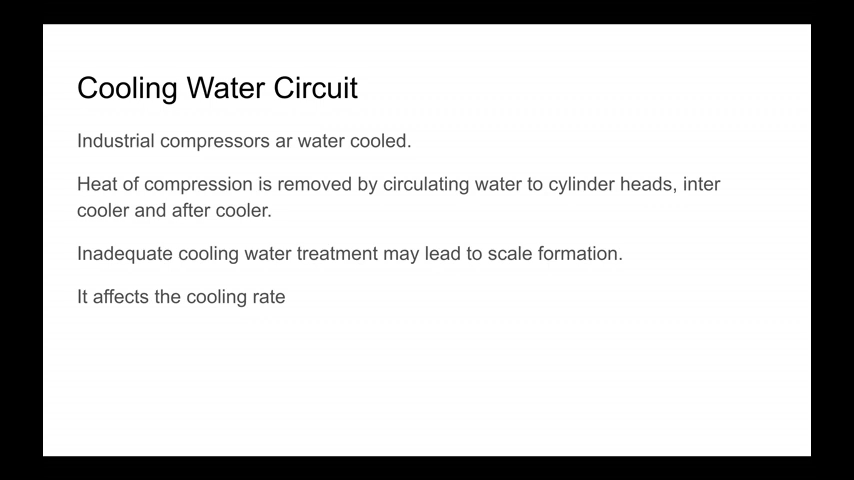 Cooling Water Circuit
Industrial compressors ar water cooled.
Heat of compression is removed by circulating water to cylinder heads, inter
cooler and after cooler.
Inadequate cooling water treatment may lead to scale formation.
It affects the cooling rate